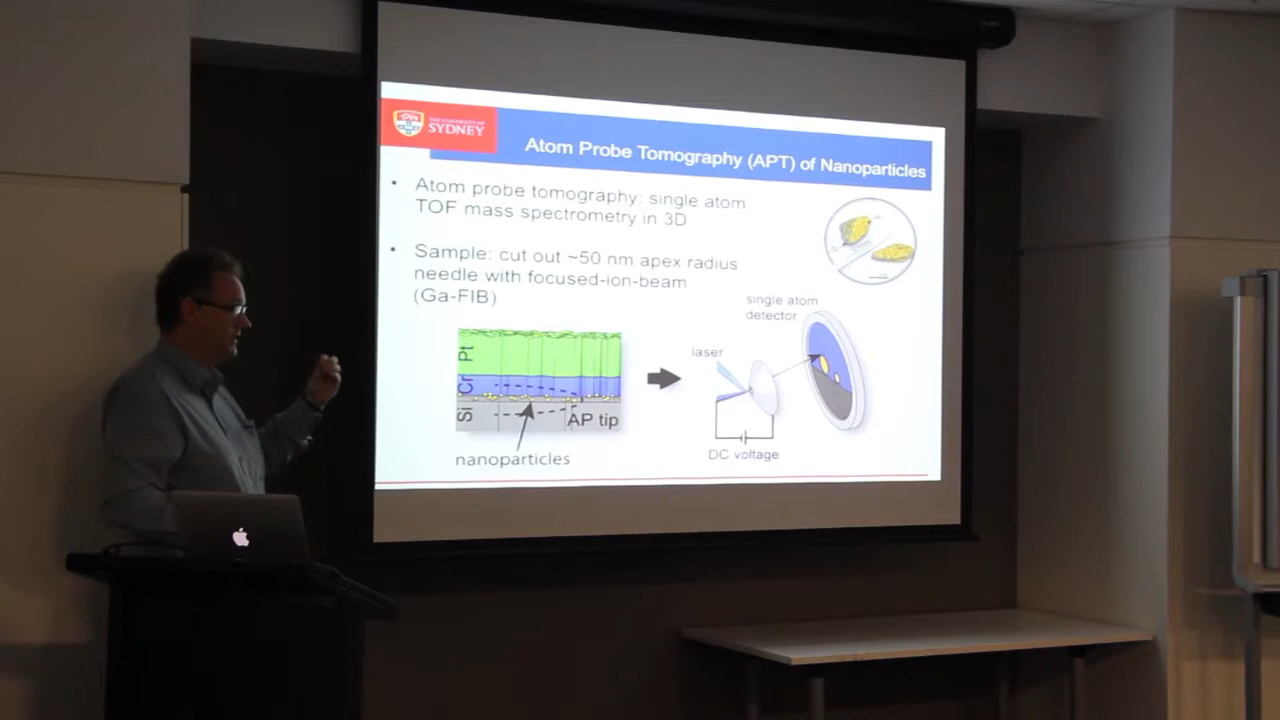 THE UNIVERSITY OF
SYDNEY
Atom Probe Tomography (APT) of Nanoparticles
• Atom probe tomography: single atom
TOF mass spectrometry in 3D
• Sample: cut out ~50 nm apex radius
needle with focused-ion-beam
(Ga-FIB)
single atom
detector
laser
DC voltage
Pt
Cr
Si
AP tip
nanoparticles